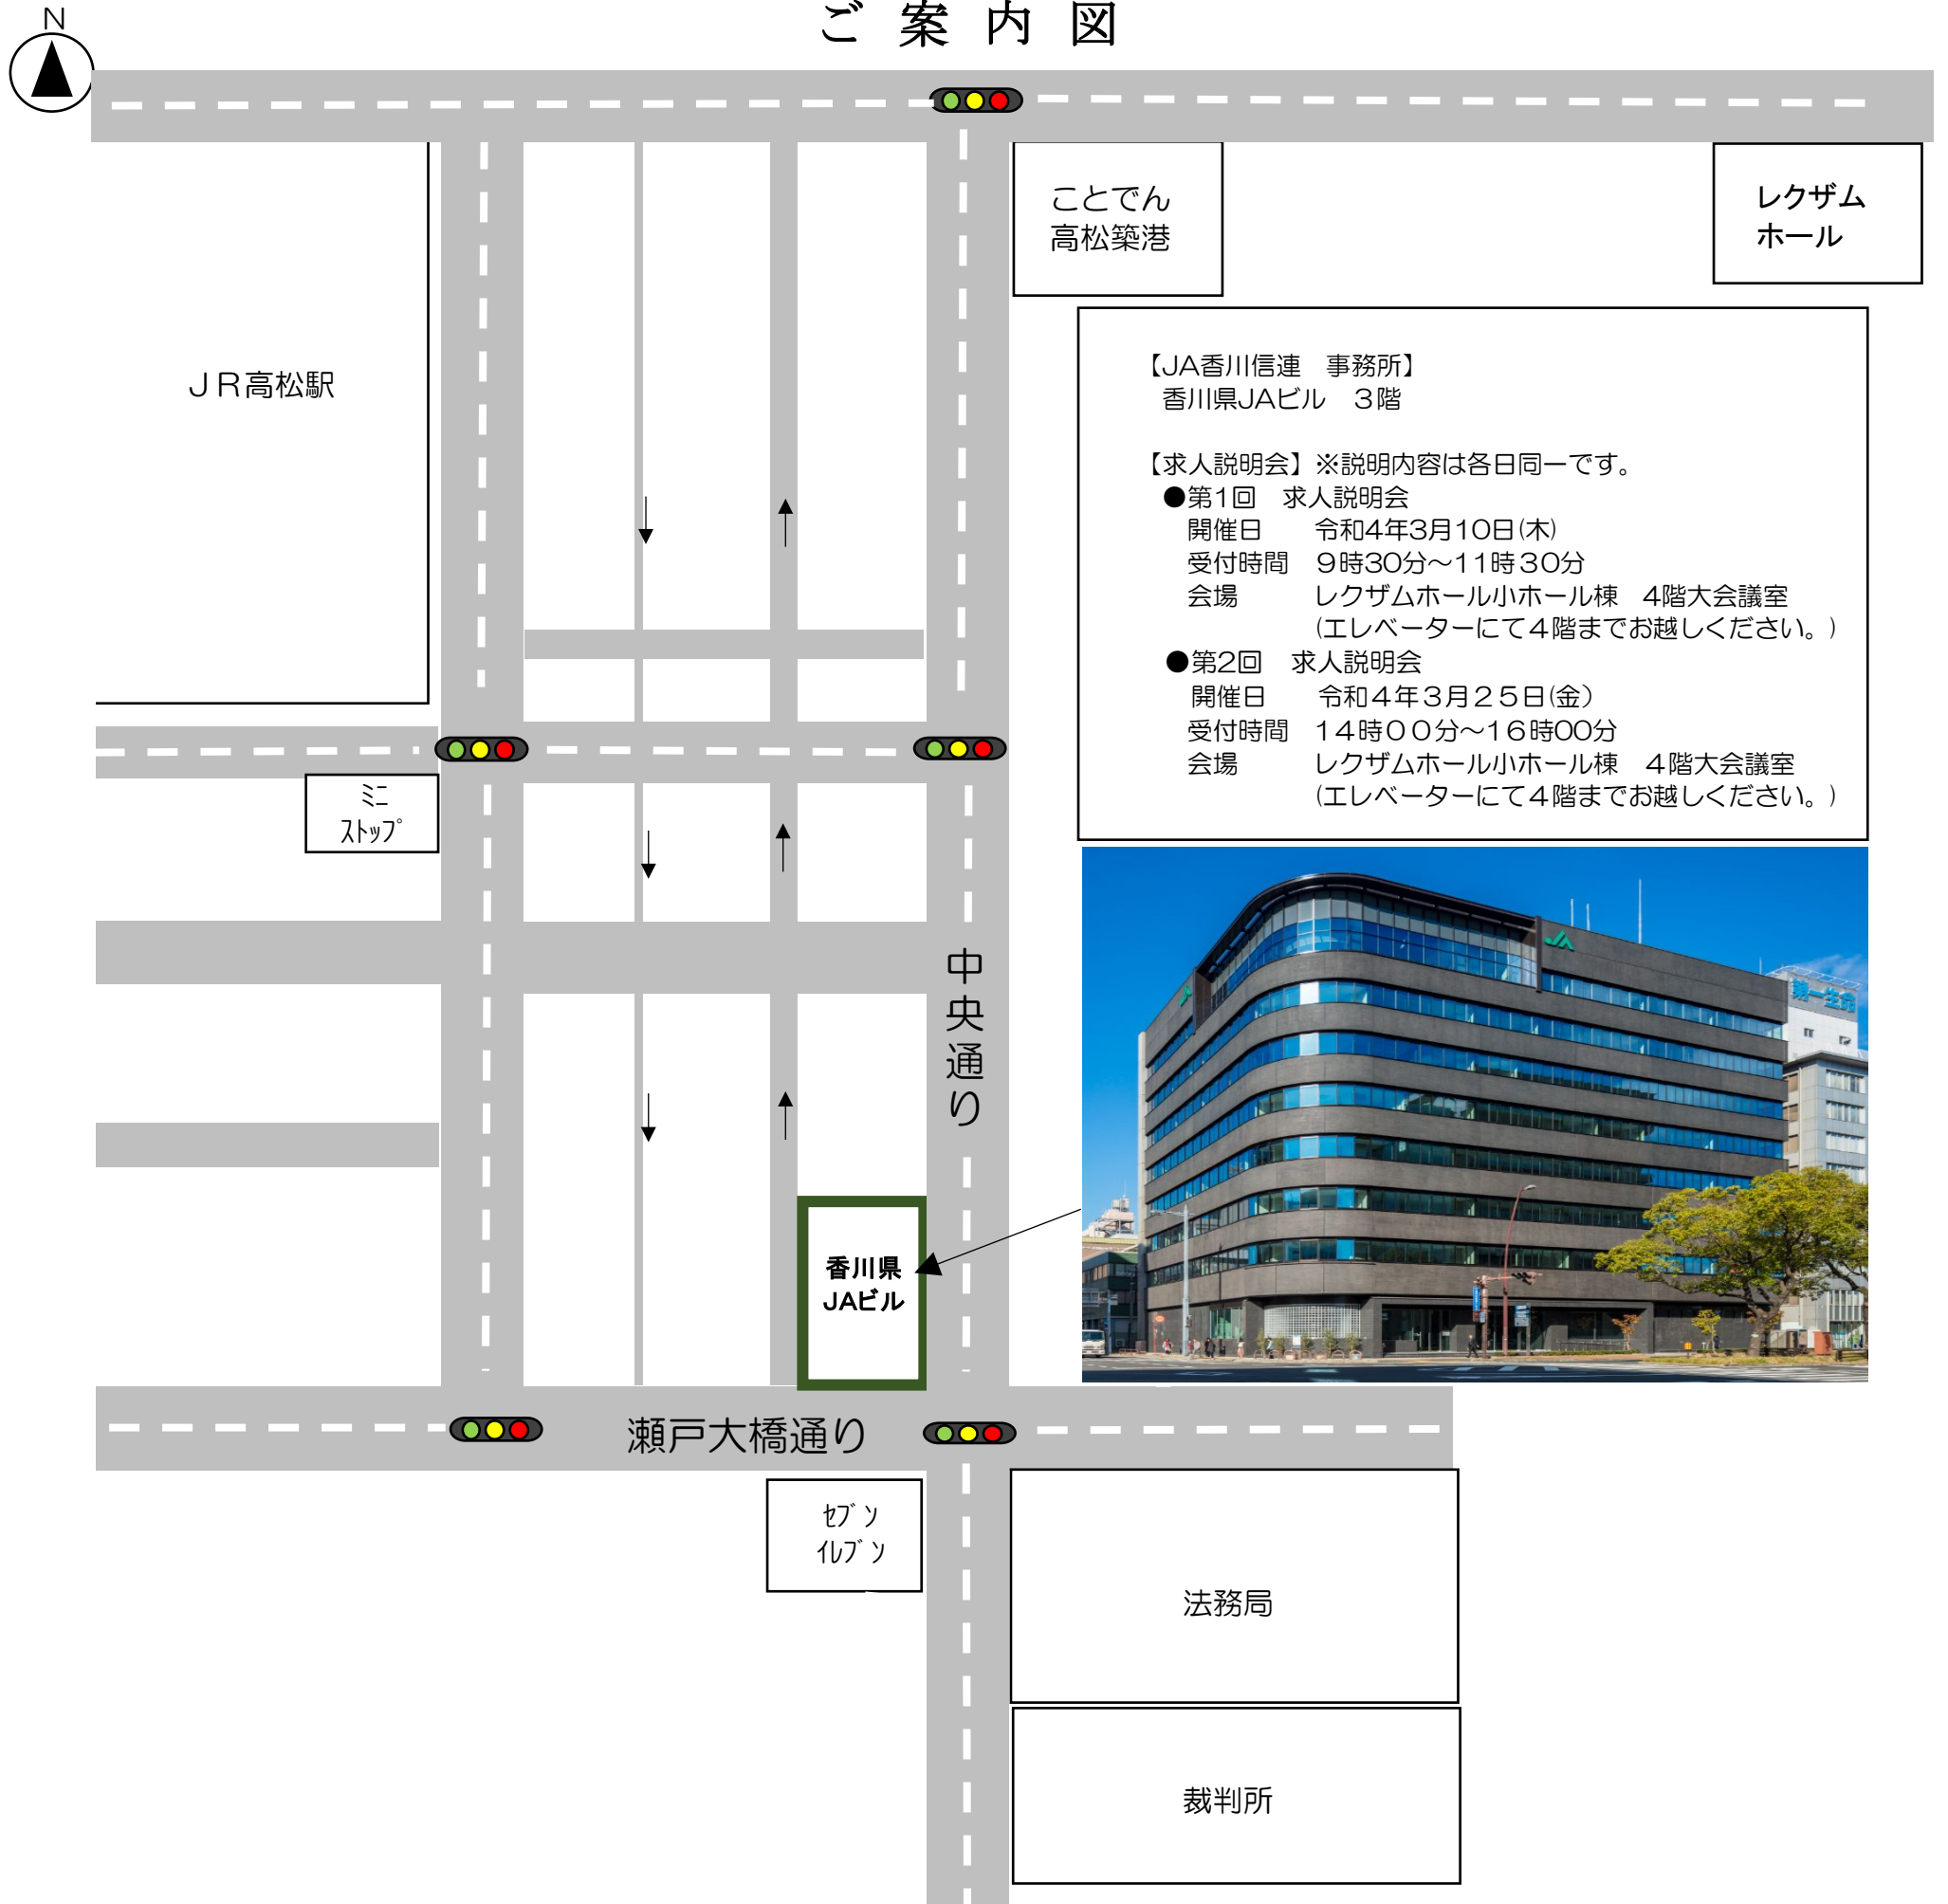 ご案内図
N
ことでん
高松築港
レクザム
ホール
JR高松駅
【JA香川信連　事務所】
香川県JAビル　3階
【求人説明会】※説明内容は各日同一です。
●第1回　求人説明会
開催日　　令和4年3月10日(木)
受付時間　9時30分～11時30分
会場　　　レクザムホール小ホール棟　4階大会議室
(エレベーターにて4階までお越しください。)
●第2回　求人説明会
開催日　　令和4年3月25日(金)
受付時間　14時00分～16時00分
会場　　　レクザムホール小ホール棟　4階大会議室
(エレベーターにて4階までお越しください。)
ﾐﾆ
ｽﾄｯﾌﾟ
中央通り
JA
第一生命
香川県
JAビル
瀬戸大橋通り
ｾﾌﾞﾝ
ｲﾚﾌﾞﾝ
法務局
裁判所